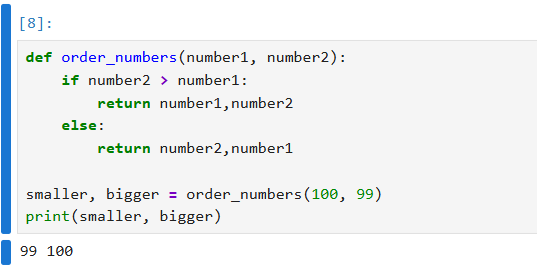 [8]:
def order_numbers(number1, number2):
    if number2 > number1:
        return number1,number2
    else:
        return number2,number1
smaller, bigger = order_numbers(100, 99)
print(smaller, bigger)
99 100